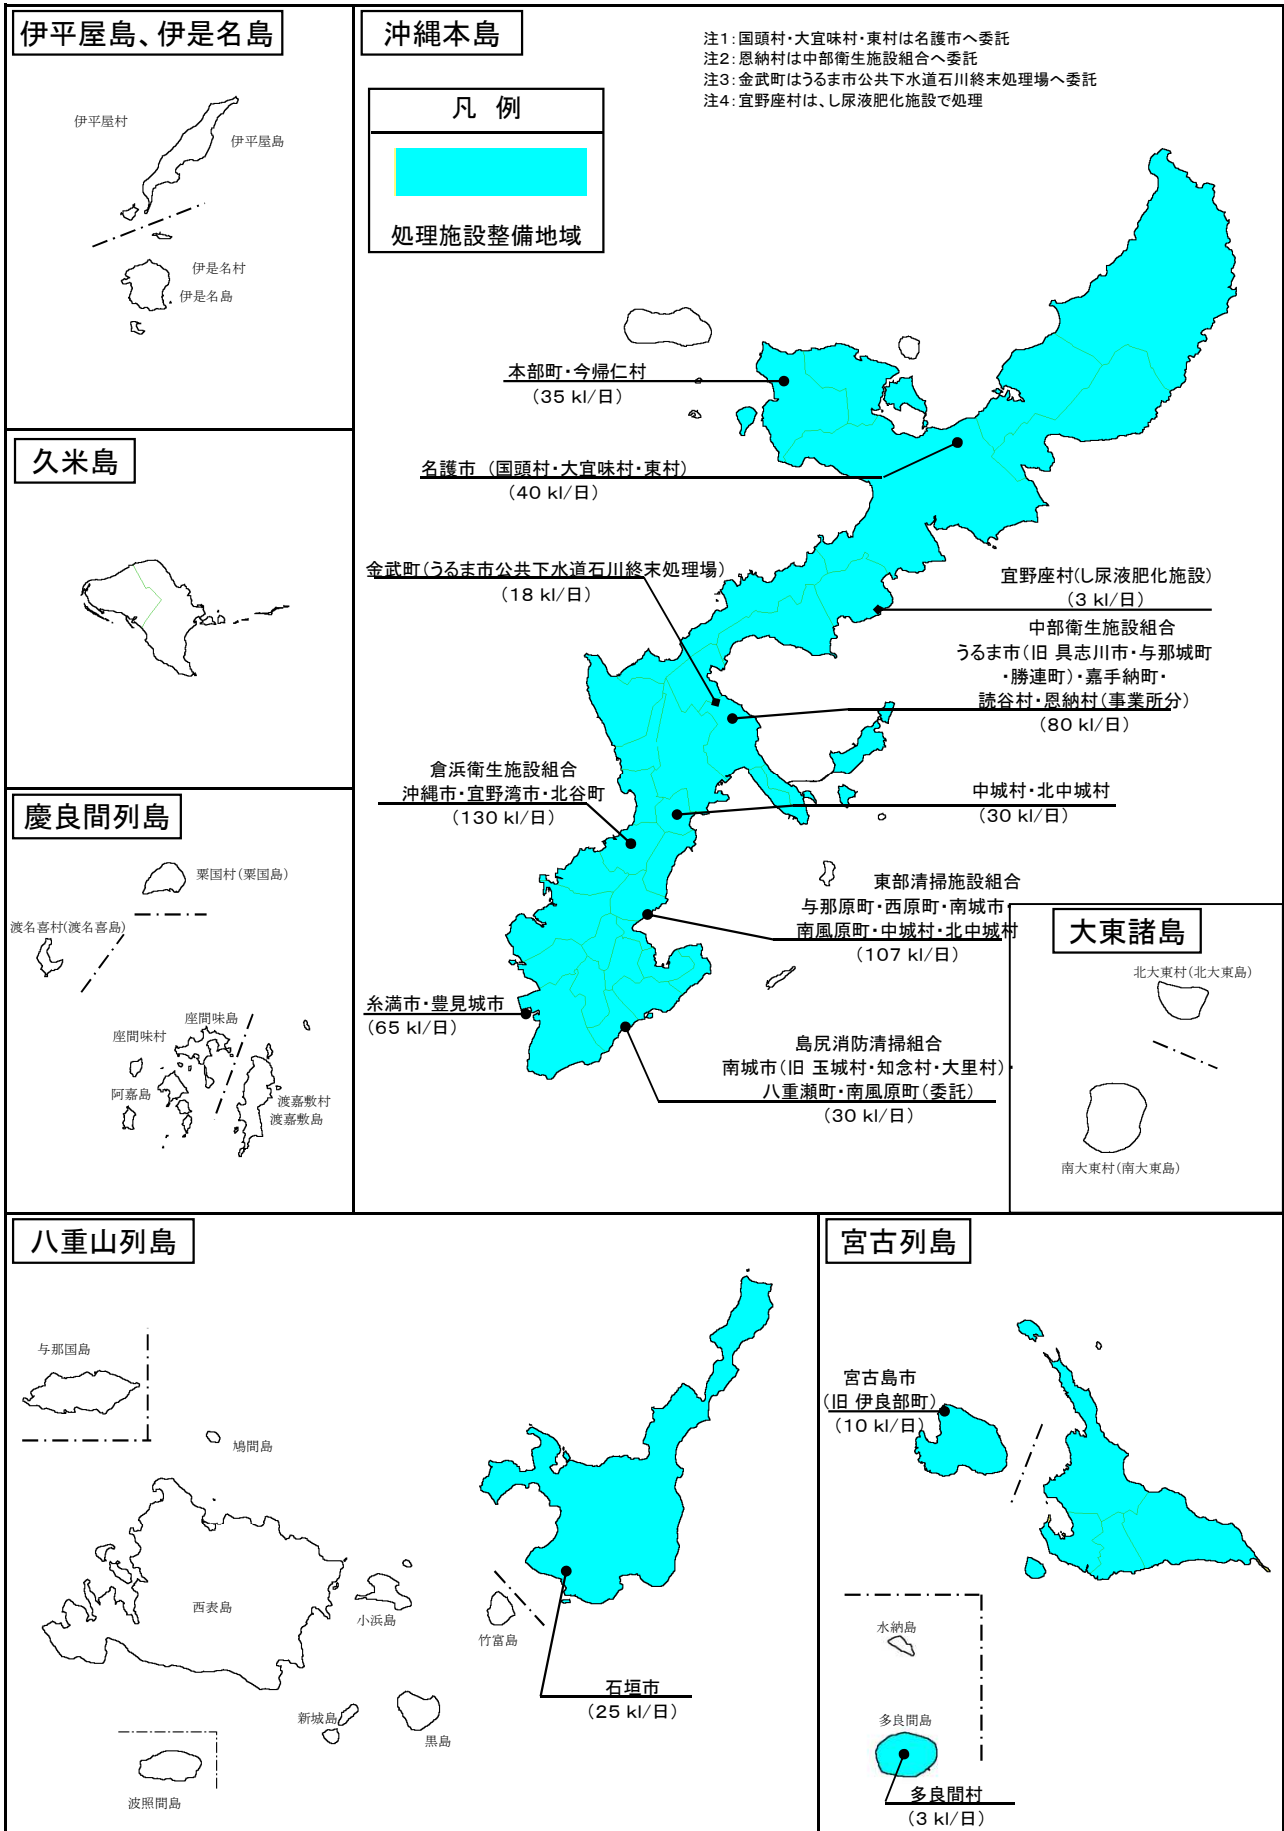 伊平屋島、伊是名島
伊平屋村
伊平屋島
伊是名村
伊是名島
久米島
慶良間列島
粟国村(粟国島)
渡名喜村(渡名喜島)
座間味島
座間味村
阿嘉島
渡嘉敷村
渡嘉敷島
沖縄本島
注1:国頭村・大宜味村・東村は名護市へ委託
注2:恩納村は中部衛生施設組合へ委託
注3:金武町はうるま市公共下水道石川終末処理場へ委託
注4:宜野座村は、し尿液肥化施設で処理
凡 例
処理施設整備地域
本部町・今帰仁村
(35 kl/日)
名護市 (国頭村・大宜味村・東村)
(40 kl/日)
金武町(うるま市公共下水道石川終末処理場)
(18 kl/日)
宜野座村(し尿液肥化施設)
(3 kl/日)
中部衛生施設組合
うるま市(旧 具志川市・与那城町
・勝連町)・嘉手納町・
読谷村・恩納村(事業所分)
(80 kl/日)
倉浜衛生施設組合
沖縄市・宜野湾市・北谷町
(130 kl/日)
中城村・北中城村
(30 kl/日)
東部清掃施設組合
与那原町・西原町・南城市・
南風原町・中城村・北中城村
(107 kl/日)
糸満市・豊見城市
(65 kl/日)
島尻消防清掃組合
南城市(旧 玉城村・知念村・大里村)・
八重瀬町・南風原町(委託)
(30 kl/日)
大東諸島
北大東村(北大東島)
南大東村(南大東島)
八重山列島
与那国島
鳩間島
西表島
小浜島
竹富島
新城島
黒島
波照間島
石垣市
(25 kl/日)
宮古列島
宮古島市
(旧 伊良部町)
(10 kl/日)
水納島
多良間島
多良間村
(3 kl/日)